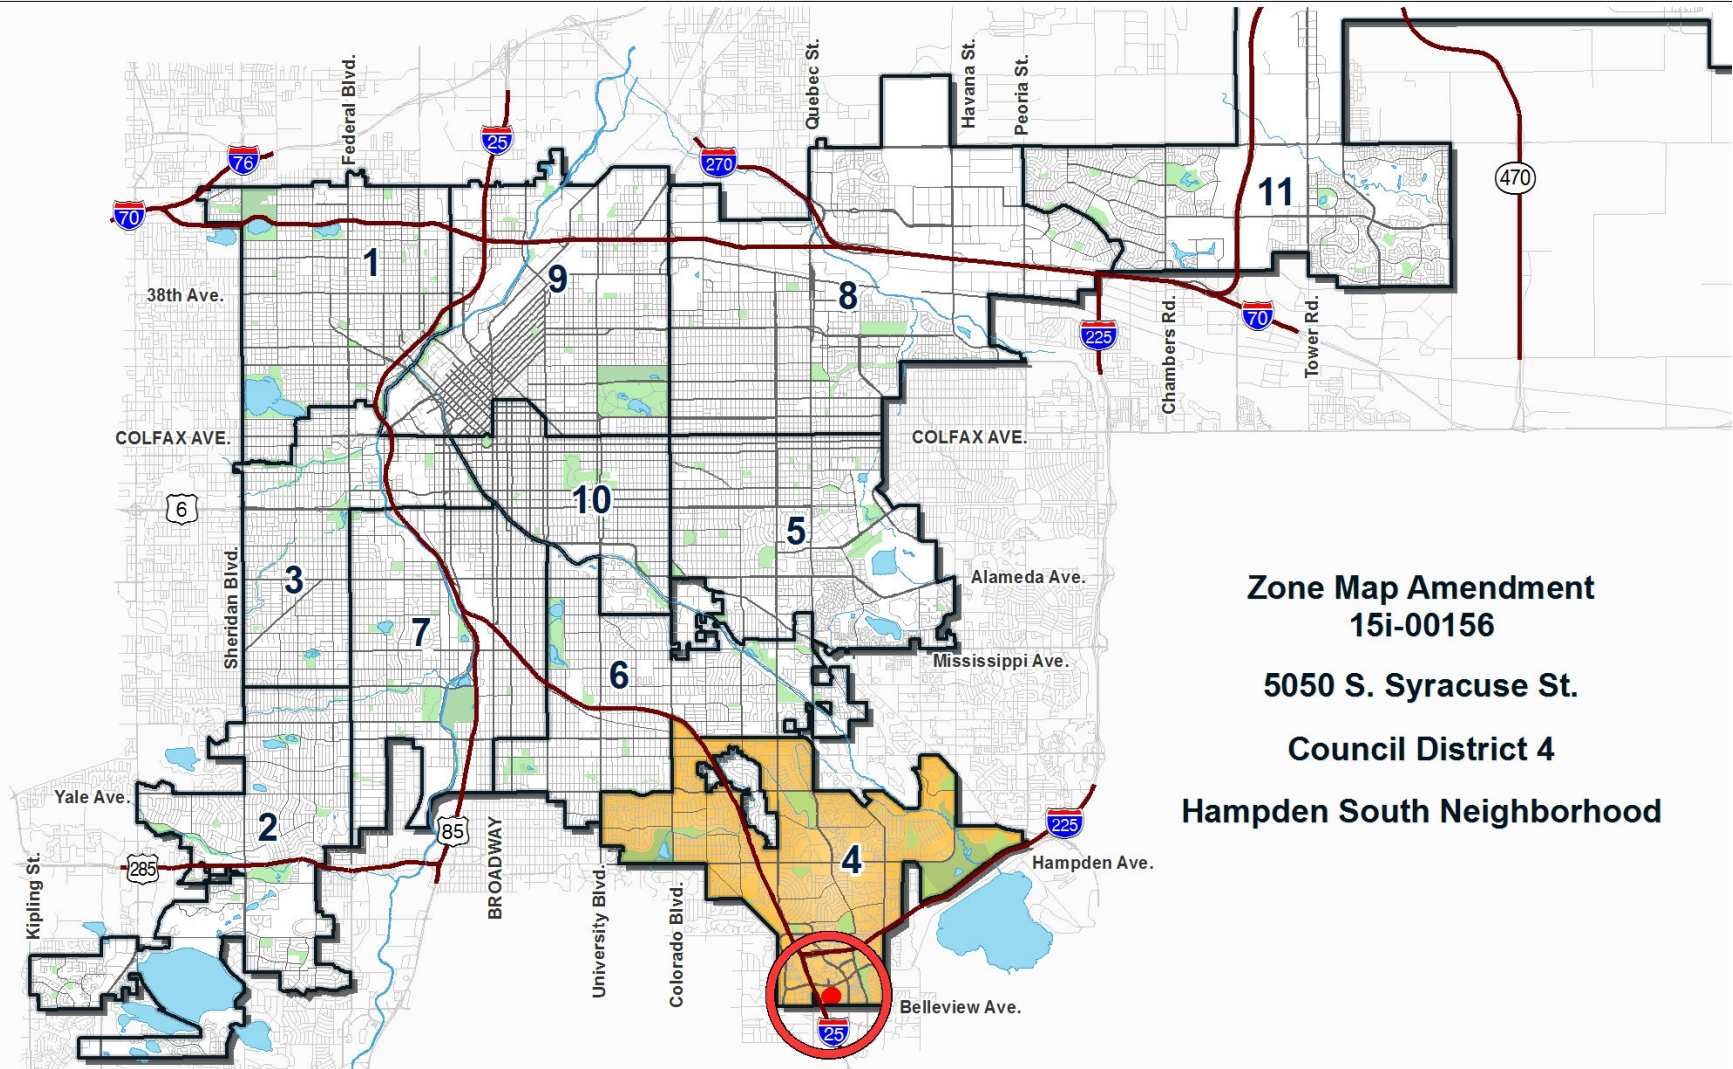 Federal Blvd.
25
Quebec St.
Havana St.
Peoria St.
76
270
470
70
11
1
9
8
38th Ave.
225
Chambers Rd.
70
Tower Rd.
COLFAX AVE.
COLFAX AVE.
6
10
5
Sheridan Blvd.
3
7
Alameda Ave.
6
Mississippi Ave.
Zone Map Amendment
15i-00156
5050 S. Syracuse St.
Council District 4
Hampden South Neighborhood
Yale Ave.
2
85
BROADWAY
285
Kipling St.
University Blvd.
Colorado Blvd.
4
225
Hampden Ave.
Belleview Ave.
25